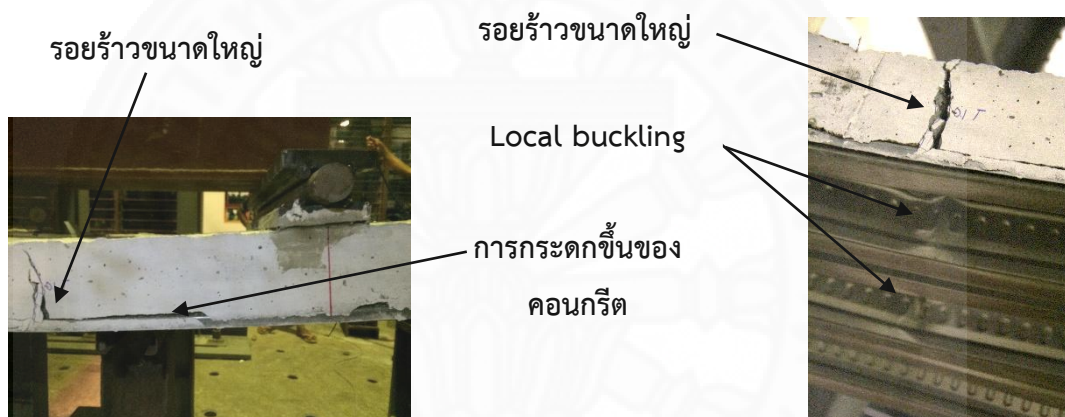 รอยร้าวขนาดใหญ่
รอยร้าวขนาดใหญ่
Local buckling
การกระดกขึ้นของ
คอนกรีต